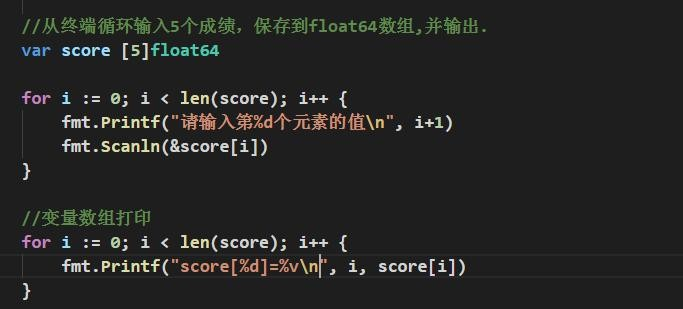 //从终端循环输入5个成绩，保存到float64数组,并输出.
var score [5]float64
for i := 0; i < len(score); i++ {
fmt.Printf("请输入第%d个元素的值\n", i+1)
fmt.Scanln(&score[i])
}
//变量数组打印
for i := 0; i < len(score); i++ {
fmt.Printf("score[%d]=%v\n", i, score[i])
}